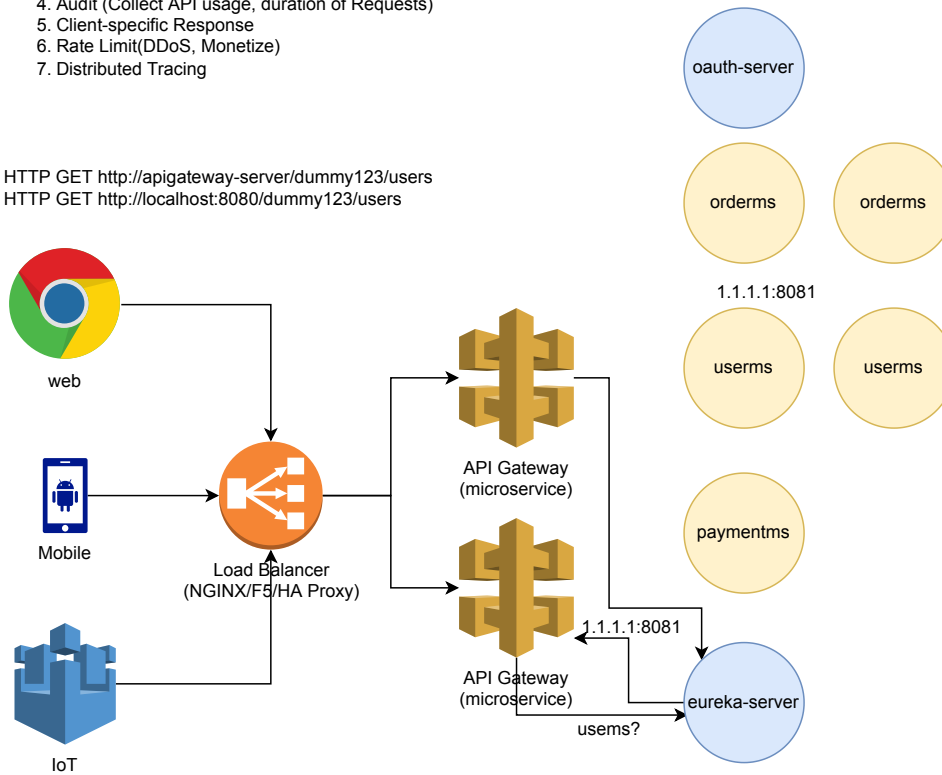 4. Audit (Collect API usage, duration of Requests)
5. Client-specific Response
6. Rate Limit(DDoS, Monetize)
7. Distributed Tracing
oauth-server
HTTP GET http://apigateway-server/dummy123/users
HTTP GET http://localhost:8080/dummy123/users
orderms
orderms
1.1.1.1:8081
web
userms
userms
API Gateway
(microservice)
Mobile
Load Balancer
(NGINX/F5/HA Proxy)
paymentms
1.1.1.1:8081
API Gateway
(microservice)
eureka-server
usems?
IoT